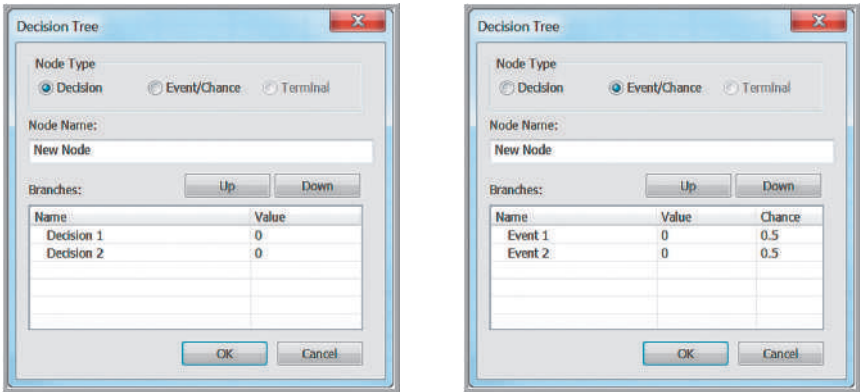 Decision Tree
Node Type
Decision Event/Chance Terminal
Node Name:
New Node
Branches: Up Down
Name Value
Decision 1 0
Decision 2 0
OK Cancel
Decision Tree
Node Type
Decision Event/Chance Terminal
Node Name:
New Node
Branches: Up Down
Name Value Chance
Event 1 0 0.5
Event 2 0 0.5
OK Cancel